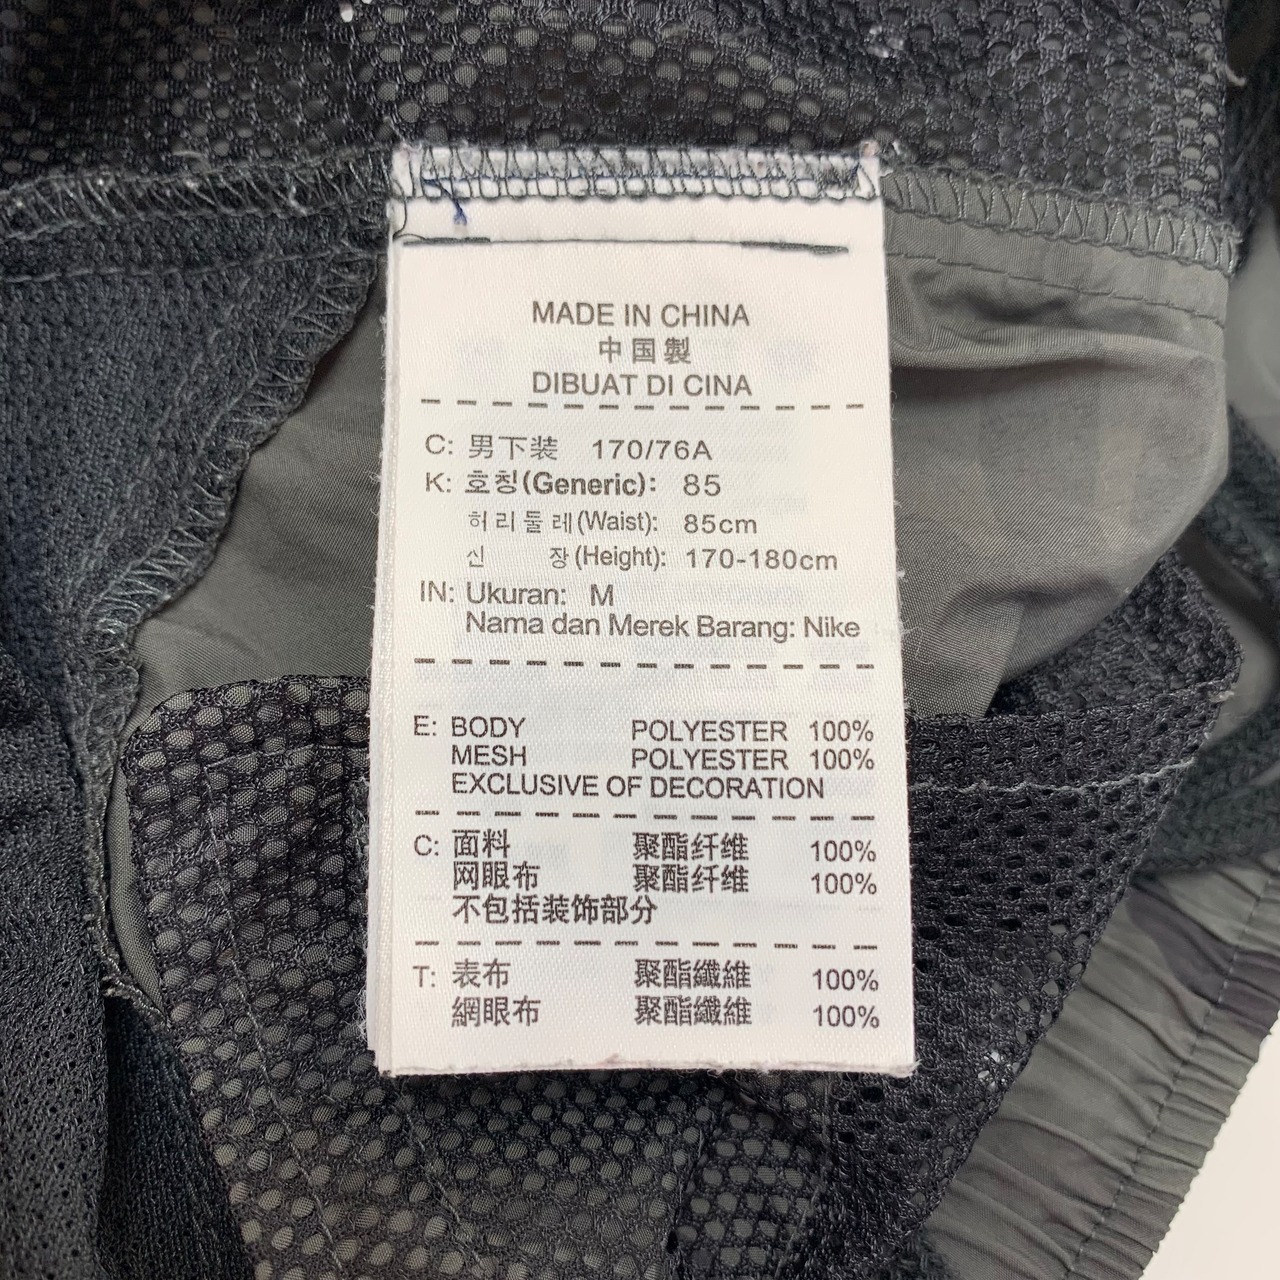 MADE IN CHINA
中国製
DIBUAT DI CINA
C: 男下装 170/76A
K: 호칭(Generic): 85
허리둘레(Waist): 85cm
신 장(Height): 170-180cm
IN: Ukuran: M
Nama dan Merek Barang: Nike
E: BODY POLYESTER 100%
MESH POLYESTER 100%
EXCLUSIVE OF DECORATION
C: 面料 聚酯纤维 100%
网眼布 聚酯纤维 100%
不包括装饰部分
T: 表布 聚酯纖維 100%
網眼布 聚酯纖維 100%